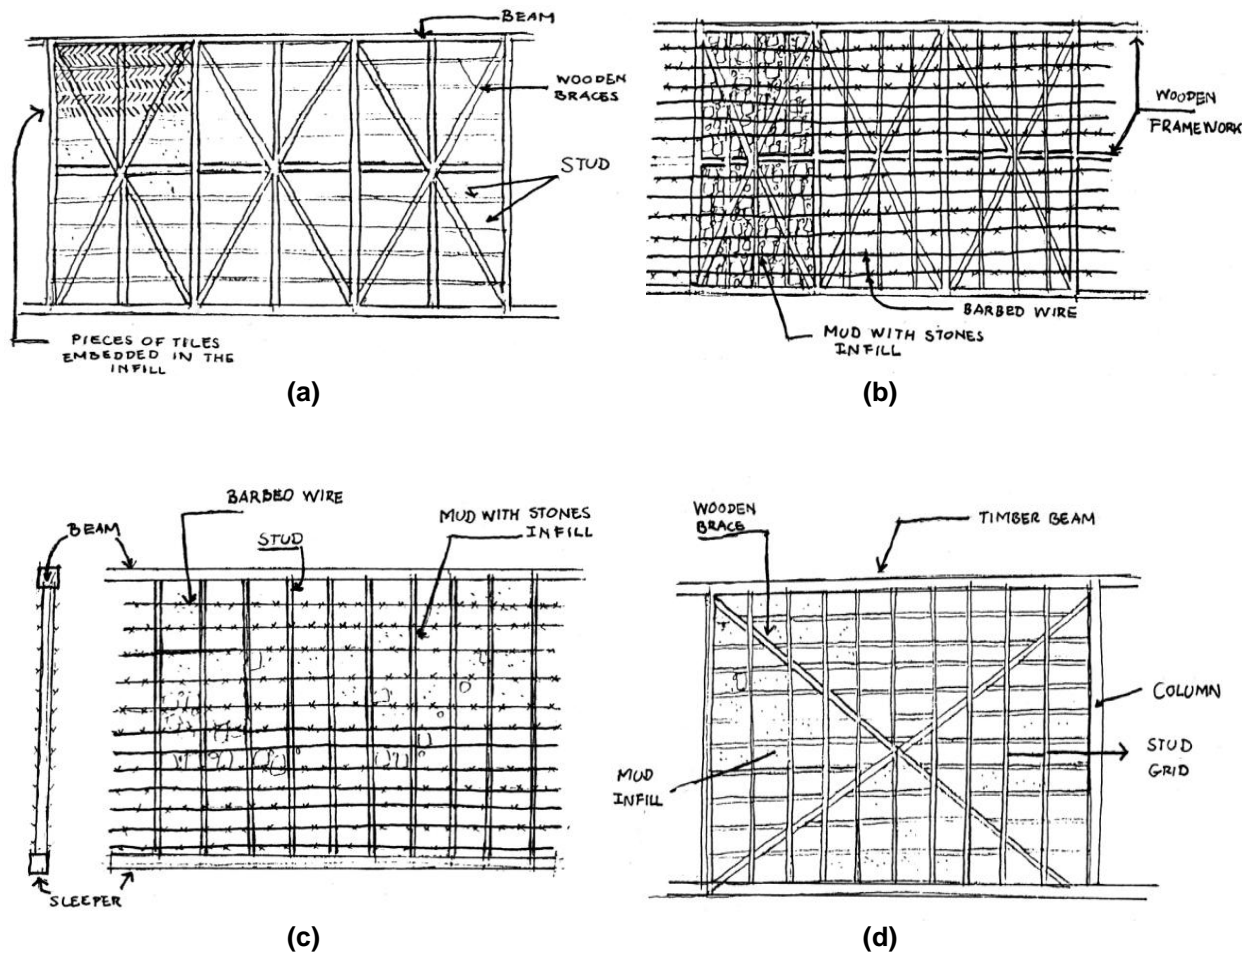 BEAM
WOODEN
BRACES
STUD
PIECES OF TILES
EMBEDDED IN THE
INFILL
(a)
WOODEN
FRAMEWORK
BARBED WIRE
MUD WITH STONES
INFILL
(b)
BARBED WIRE
BEAM
STUD
MUD WITH STONES
INFILL
SLEEPER
(c)
WOODEN
BRACE
TIMBER BEAM
COLUMN
STUD
GRID
MUD
INFILL
(d)